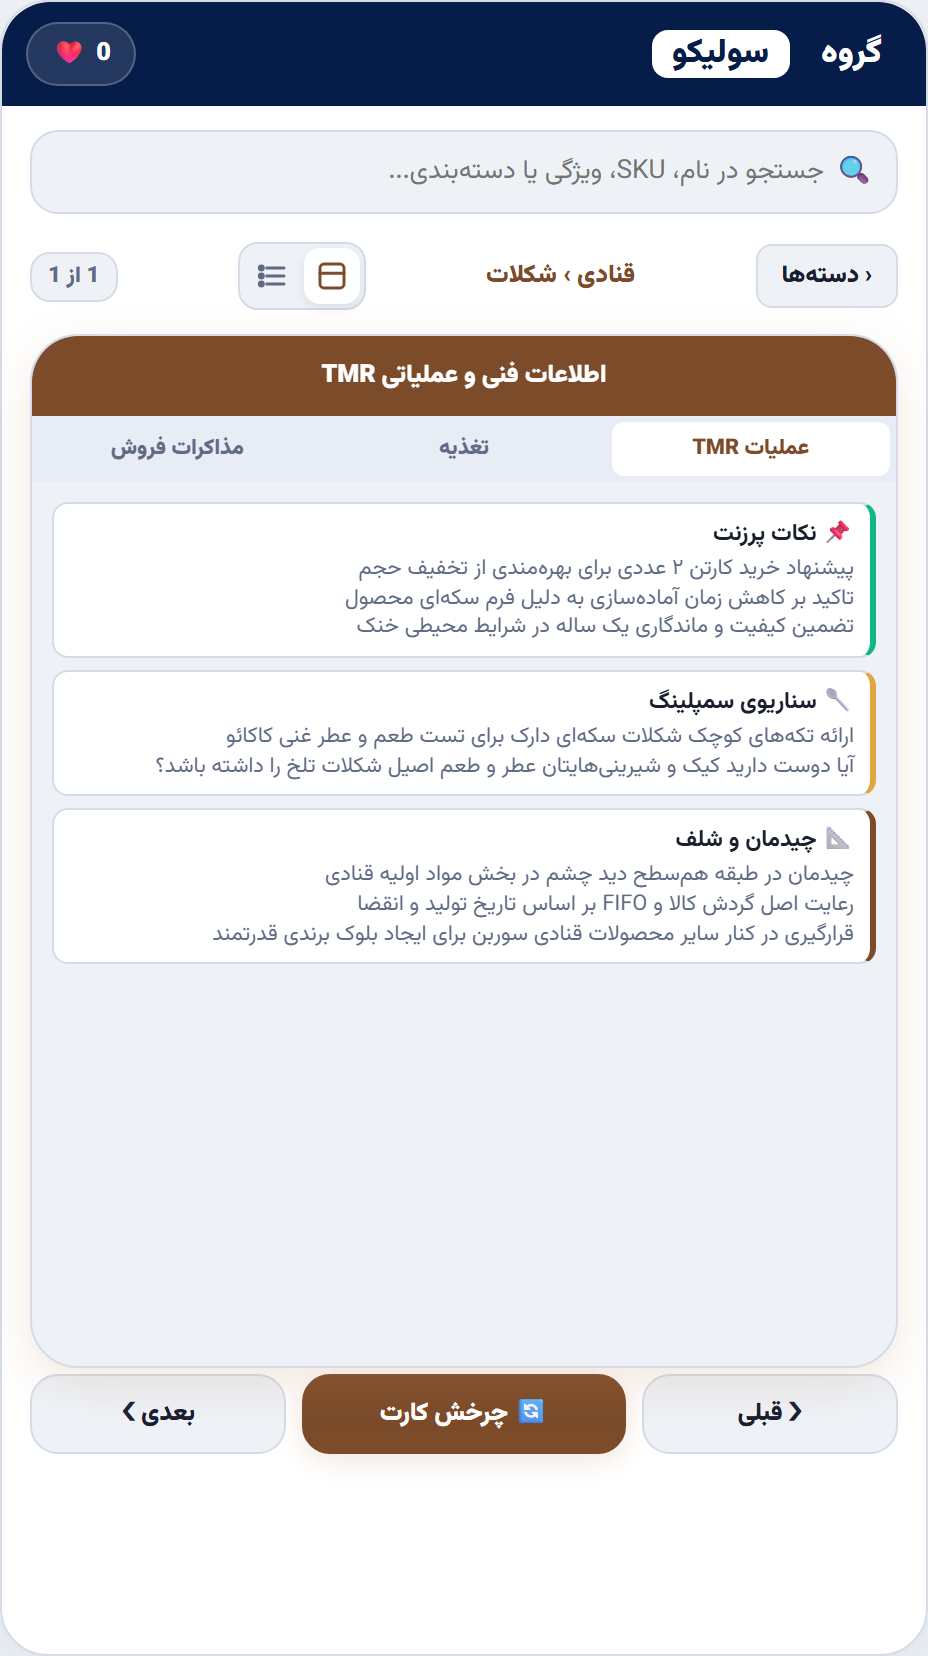 گروه سولیکو
0
جستجو در نام، SKU، ویژگی یا دسته‌بندی...
‹ دسته‌ها
قنادی › شکلات
1 از 1
اطلاعات فنی و عملیاتی TMR
عملیات TMR
تغذیه
مذاکرات فروش
نکات پرزنت
پیشنهاد خرید کارتن ۲ عددی برای بهره‌مندی از تخفیف حجم
تاکید بر کاهش زمان آماده‌سازی به دلیل فرم سکه‌ای محصول
تضمین کیفیت و ماندگاری یک ساله در شرایط محیطی خنک
سناریوی سمپلینگ
ارائه تکه‌های کوچک شکلات سکه‌ای دارک برای تست طعم و عطر غنی کاکائو
آیا دوست دارید کیک و شیرینی‌هایتان عطر و طعم اصیل شکلات تلخ را داشته باشد؟
چیدمان و شلف
چیدمان در طبقه هم‌سطح دید چشم در بخش مواد اولیه قنادی
رعایت اصل گردش کالا و FIFO بر اساس تاریخ تولید و انقضا
قرارگیری در کنار سایر محصولات قنادی سوربن برای ایجاد بلوک برندی قدرتمند
❮ قبلی
چرخش کارت
بعدی ❯